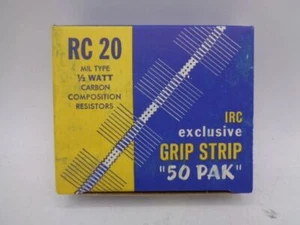 RC 20
MIL TYPE
½ WATT
CARBON
COMPOSITION
RESISTORS
IRC
exclusive
GRIP STRIP
"50 PAK"